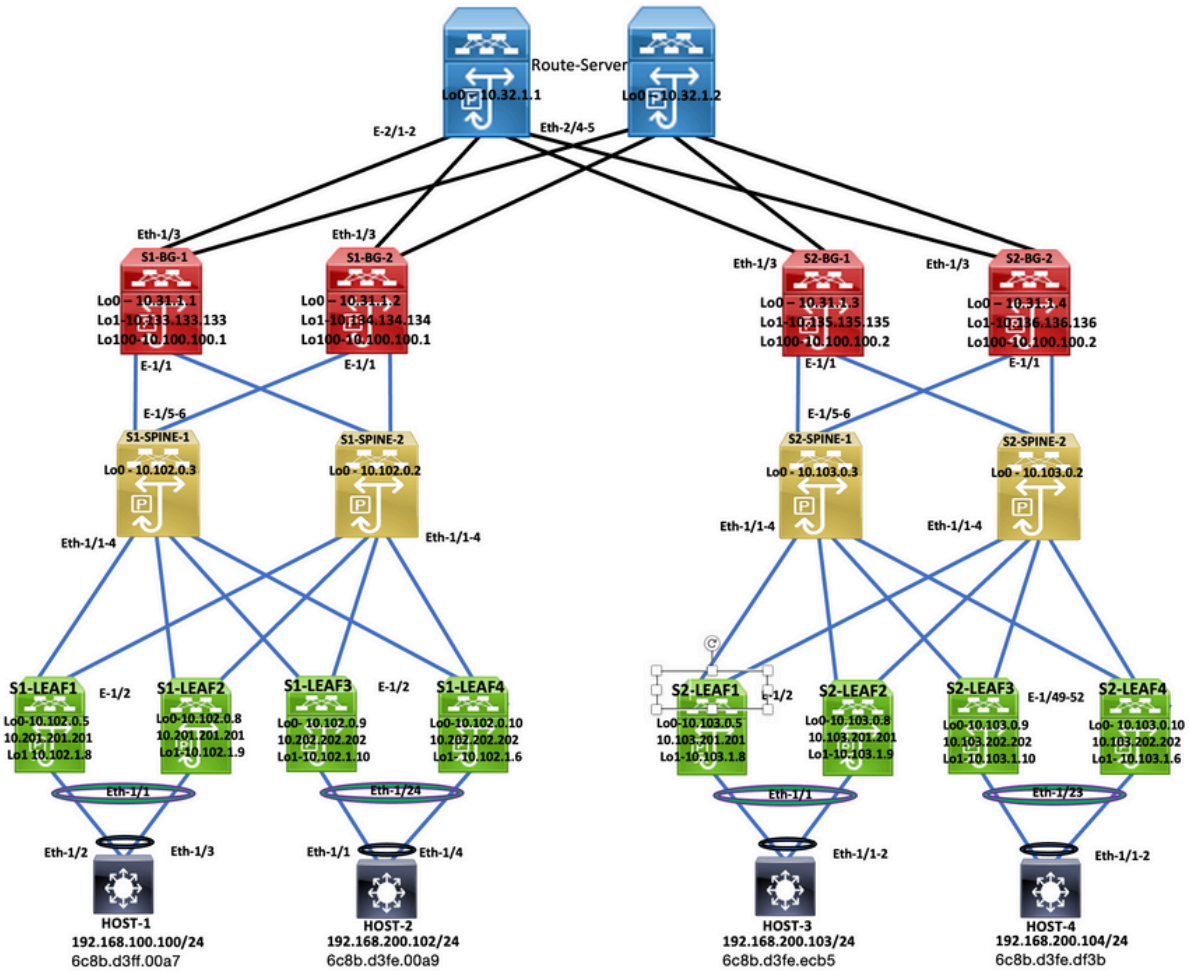 Route-Server
Lo0 - 10.32.1.1
Lo0 - 10.32.1.2
E-2/1-2
Eth-2/4-5
Eth-1/3
Eth-1/3
Eth-1/3
Eth-1/3
S1-BG-1
Lo0 – 10.31.1.1
Lo1-10.133.133.133
Lo100-10.100.100.1
S1-BG-2
Lo0 – 10.31.1.2
Lo1-10.134.134.134
Lo100-10.100.100.1
S2-BG-1
Lo0 – 10.31.1.3
Lo1-10.135.135.135
Lo100-10.100.100.2
S2-BG-2
Lo0 – 10.31.1.4
Lo1-10.136.136.136
Lo100-10.100.100.2
E-1/1
E-1/1
E-1/1
E-1/1
E-1/5-6
E-1/5-6
S1-SPINE-1
Lo0 - 10.102.0.3
P
S1-SPINE-2
Lo0 - 10.102.0.2
P
S2-SPINE-1
Lo0 - 10.103.0.3
P
S2-SPINE-2
Lo0 - 10.103.0.2
P
Eth-1/1-4
Eth-1/1-4
Eth-1/1-4
Eth-1/1-4
S1-LEAF1
Lo0-10.102.0.5
10.201.201.201
Lo1 10.102.1.8
E-1/2
S1-LEAF2
Lo0-10.102.0.8
10.201.201.201
Lo1-10.102.1.9
S1-LEAF3
Lo0- 10.102.0.9
10.202.202.202
Lo1-10.102.1.10
E-1/2
S1-LEAF4
Lo0-10.102.0.10
10.202.202.202
Lo1- 10.102.1.6
S2-LEAF1
Lo0-10.103.0.5
10.103.201.201
Lo1-10.103.1.8
E-1/2
S2-LEAF2
Lo0-10.103.0.8
10.103.201.201
Lo1-10.103.1.9
S2-LEAF3
Lo0-10.103.0.9
10.103.202.202
Lo1-10.103.1.10
E-1/49-52
S2-LEAF4
Lo0- 10.103.0.10
10.103.202.202
Lo1- 10.103.1.6
Eth-1/1
Eth-1/24
Eth-1/1
Eth-1/23
Eth-1/2
Eth-1/3
Eth-1/1
Eth-1/4
Eth-1/1-2
Eth-1/1-2
HOST-1
192.168.100.100/24
6c8b.d3ff.00a7
HOST-2
192.168.200.102/24
6c8b.d3fe.00a9
HOST-3
192.168.200.103/24
6c8b.d3fe.ecb5
HOST-4
192.168.200.104/24
6c8b.d3fe.df3b